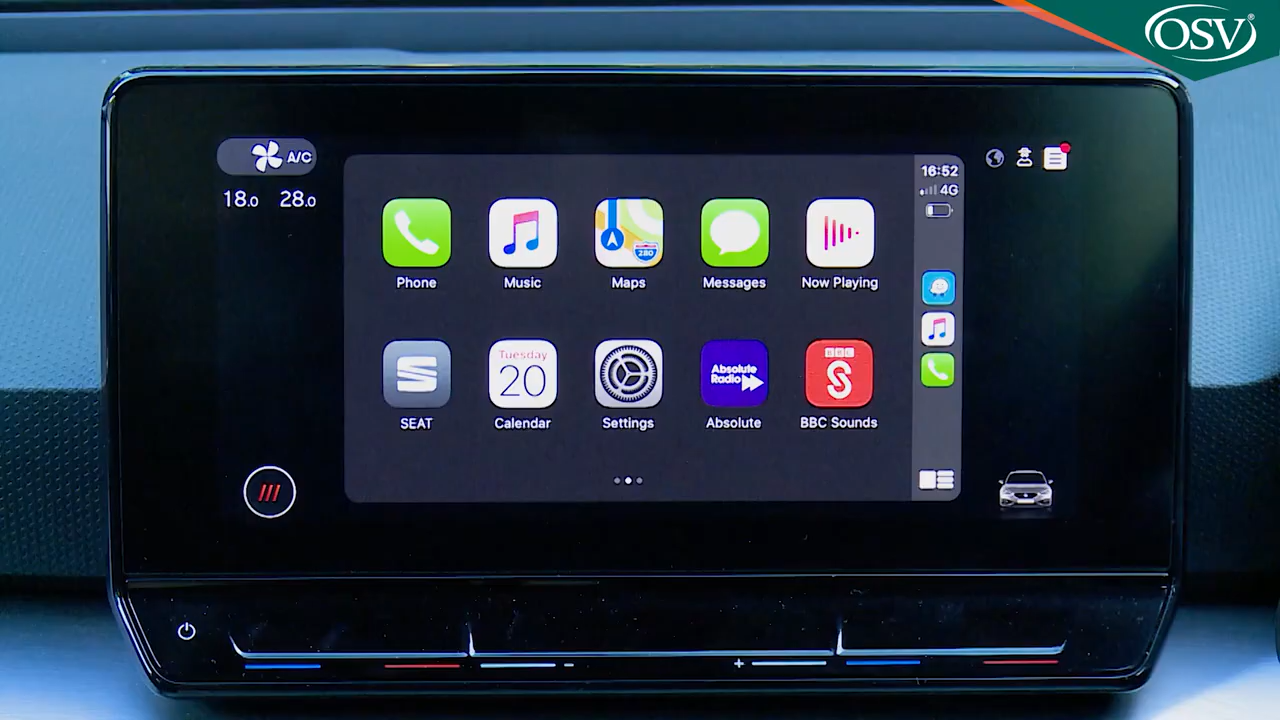 OSV®
A/C
18.0 28.0
16:52
4G
280
Phone
Music
Maps
Messages
Now Playing
Tuesday
20
Absolute
Radio
BBC
S
SEAT
Calendar
Settings
Absolute
BBC Sounds
- +